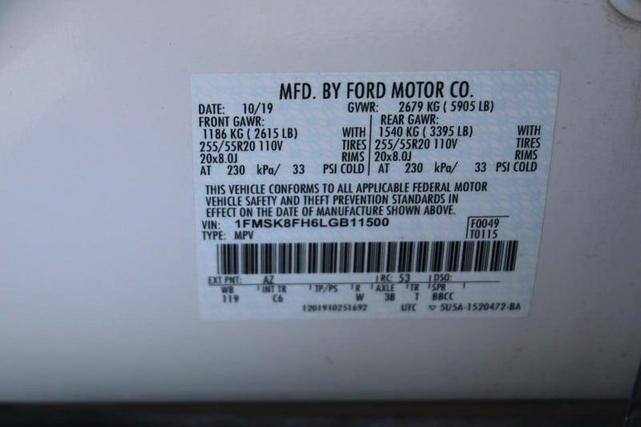 MFD. BY FORD MOTOR CO.
DATE: 10/19 GVWR: 2679 KG ( 5905 LB)
FRONT GAWR: REAR GAWR:
1186 KG ( 2615 LB) WITH 1540 KG ( 3395 LB) WITH
255/55R20 110V TIRES 255/55R20 110V TIRES
20x8.0J RIMS 20x8.0J RIMS
AT 230 kPa/ 33 PSI COLD AT 230 kPa/ 33 PSI COLD
THIS VEHICLE CONFORMS TO ALL APPLICABLE FEDERAL MOTOR
VEHICLE SAFETY AND THEFT PREVENTION STANDARDS IN
EFFECT ON THE DATE OF MANUFACTURE SHOWN ABOVE.
VIN: 1FMSK8FH6LGB11500 F0049
TYPE: MPV T0115
EXT PNT: AZ RC: 53 DSO:
WB INT TR TP/PS R AXLE TR SPR
119 C6 W 3B T BBCC
1201910251692 UTC 5U5A-1520472-BA